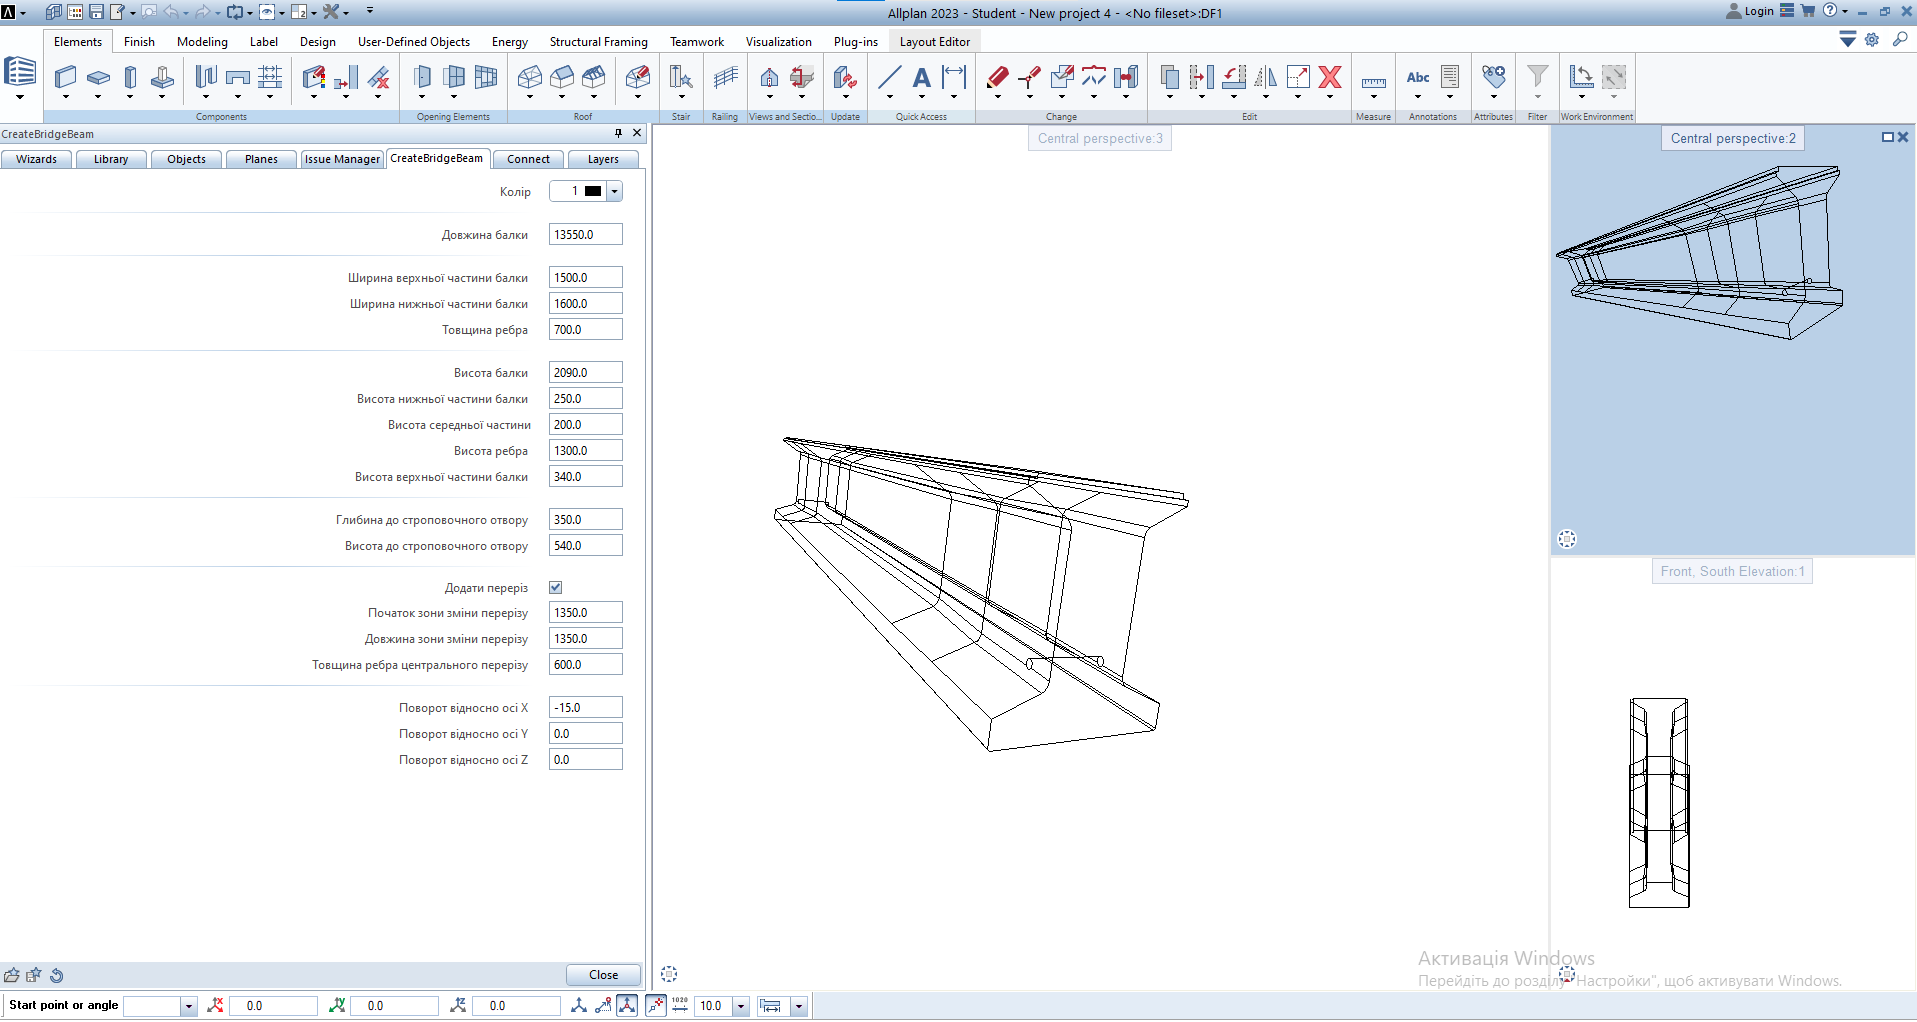 Allplan 2023 - Student - New project 4 - <No fileset>:DF1
Login
Elements Finish Modeling Label Design User-Defined Objects Energy Structural Framing Teamwork Visualization Plug-ins Layout Editor
Abc
Components Opening Elements Roof Stair Railing Views and Sectio... Update Quick Access Change Edit Measure Annotations Attributes Filter Work Environment
CreateBridgeBeam
Wizards Library Objects Planes Issue Manager CreateBridgeBeam Connect Layers
Колір 1
Довжина балки 13550.0
Ширина верхньої частини балки 1500.0
Ширина нижньої частини балки 1600.0
Товщина ребра 700.0
Висота балки 2090.0
Висота нижньої частини балки 250.0
Висота середньої частини 200.0
Висота ребра 1300.0
Висота верхньої частини балки 340.0
Глибина до строповочного отвору 350.0
Висота до строповочного отвору 540.0
Додати переріз
Початок зони зміни перерізу 1350.0
Довжина зони зміни перерізу 1350.0
Товщина ребра центрального перерізу 600.0
Поворот відносно осі X -15.0
Поворот відносно осі Y 0.0
Поворот відносно осі Z 0.0
Close
Central perspective:3
Central perspective:2
Front, South Elevation:1
Активація Windows
Перейдіть до розділу "Настройки", щоб активувати Windows.
Start point or angle x 0.0 y 0.0 z 0.0 1020 10.0